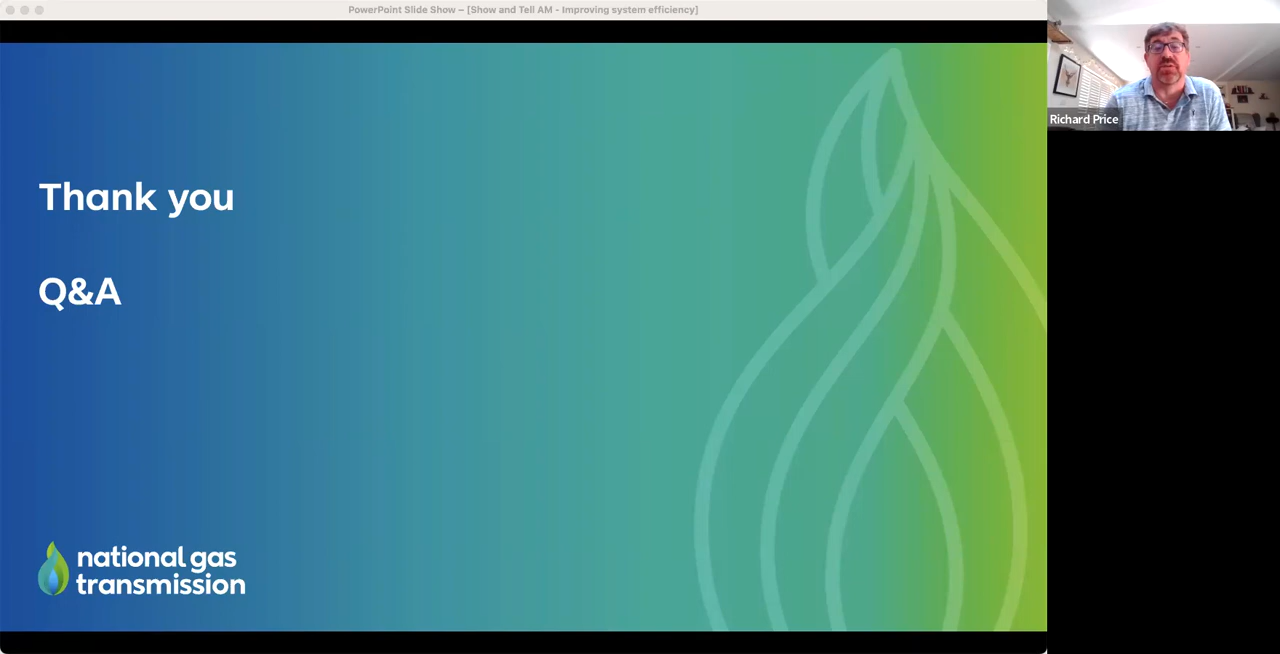 PowerPoint Slide Show – [Show and Tell AM - Improving system efficiency]
Richard Price
Thank you
Q&A
national gas
transmission